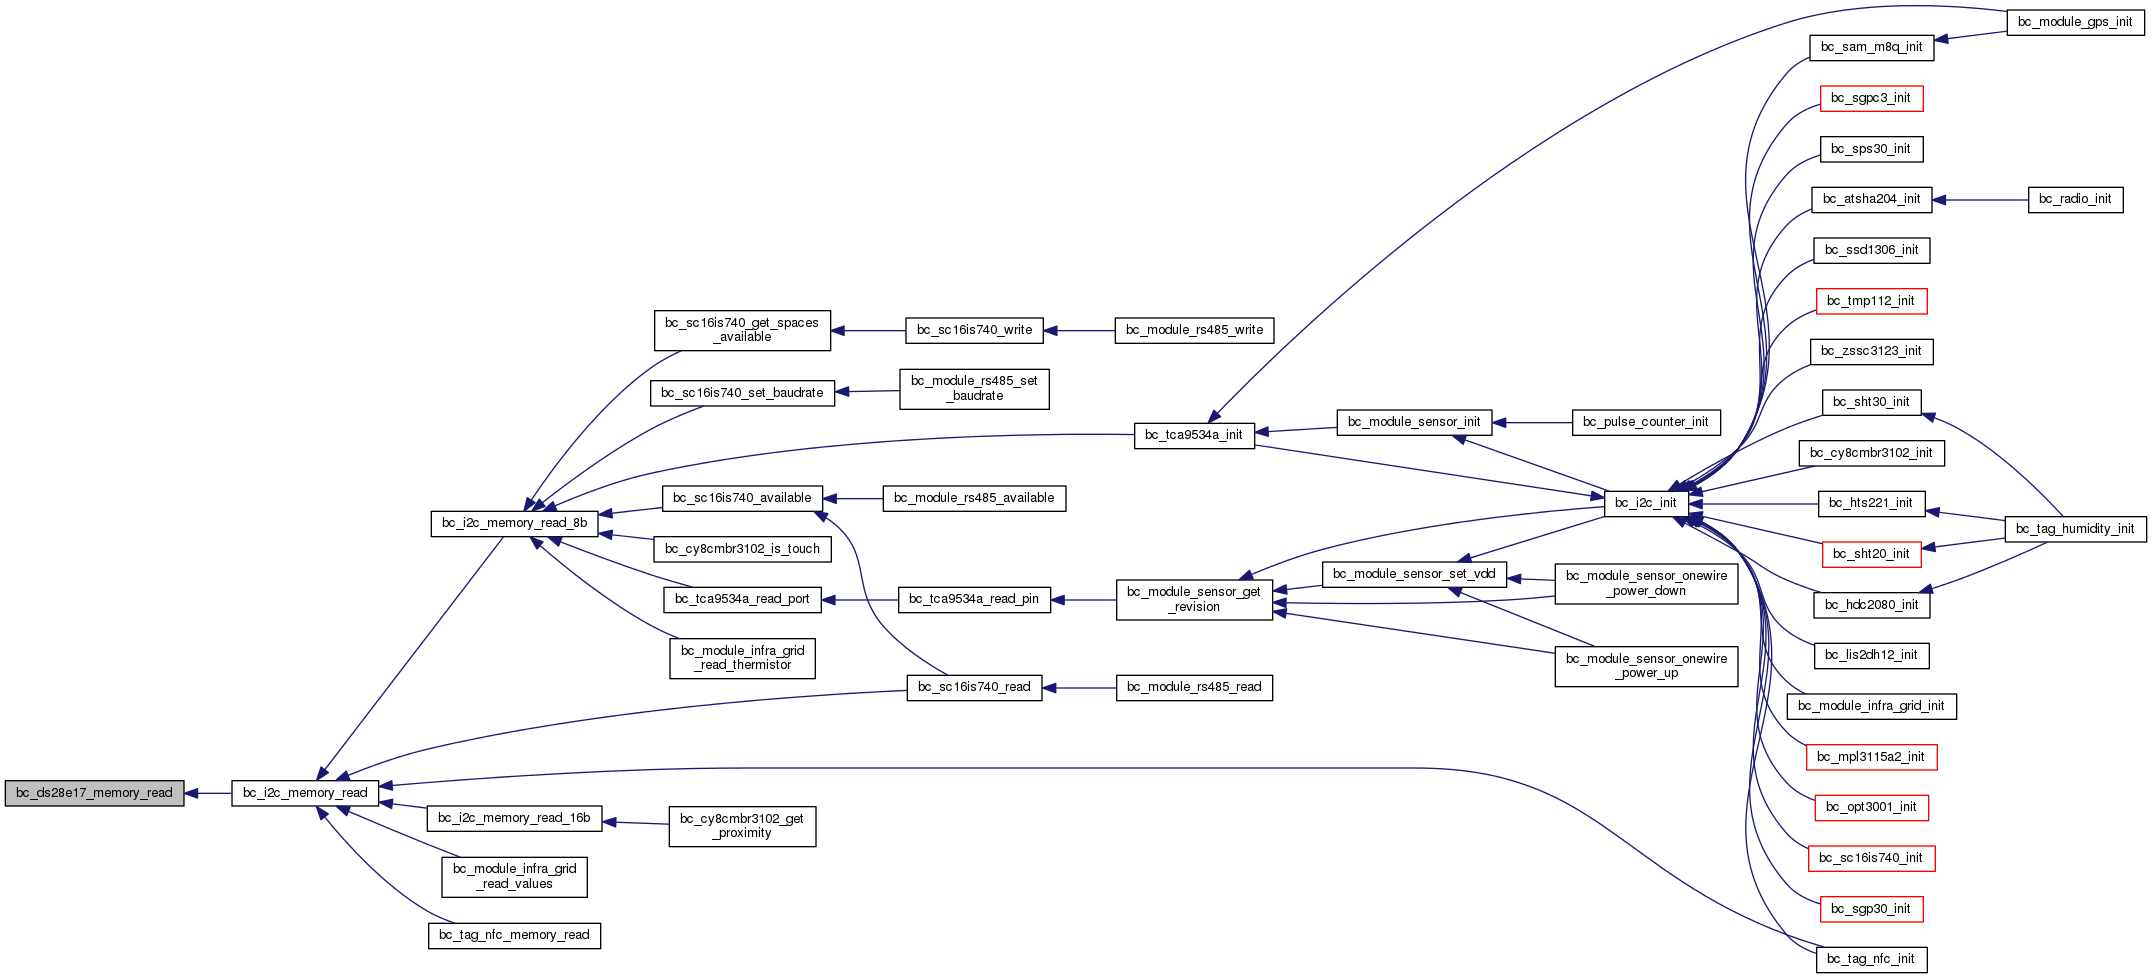 bc_ds28e17_memory_read
bc_i2c_memory_read
bc_i2c_memory_read_8b
bc_i2c_memory_read_16b
bc_module_infra_grid
_read_values
bc_tag_nfc_memory_read
bc_sc16is740_get_spaces
_available
bc_sc16is740_set_baudrate
bc_sc16is740_available
bc_cy8cmbr3102_is_touch
bc_tca9534a_read_port
bc_module_infra_grid
_read_thermistor
bc_cy8cmbr3102_get
_proximity
bc_sc16is740_write
bc_module_rs485_set
_baudrate
bc_module_rs485_available
bc_tca9534a_read_pin
bc_sc16is740_read
bc_module_rs485_write
bc_tca9534a_init
bc_module_sensor_get
_revision
bc_module_rs485_read
bc_module_sensor_init
bc_module_sensor_set_vdd
bc_pulse_counter_init
bc_i2c_init
bc_module_sensor_onewire
_power_down
bc_module_sensor_onewire
_power_up
bc_sam_m8q_init
bc_sgpc3_init
bc_sps30_init
bc_atsha204_init
bc_ssd1306_init
bc_tmp112_init
bc_zssc3123_init
bc_sht30_init
bc_cy8cmbr3102_init
bc_hts221_init
bc_sht20_init
bc_hdc2080_init
bc_lis2dh12_init
bc_module_infra_grid_init
bc_mpl3115a2_init
bc_opt3001_init
bc_sc16is740_init
bc_sgp30_init
bc_tag_nfc_init
bc_module_gps_init
bc_radio_init
bc_tag_humidity_init